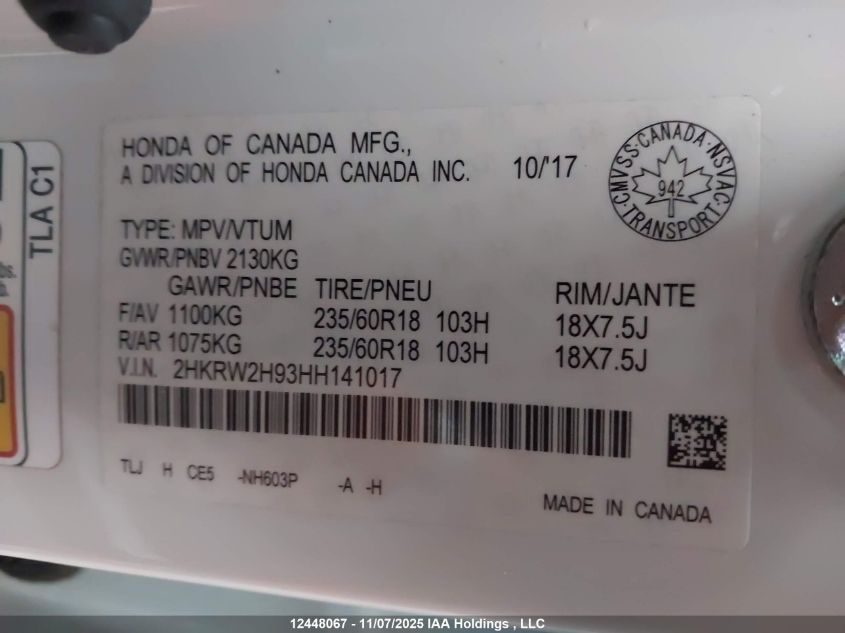 HONDA OF CANADA MFG.,
A DIVISION OF HONDA CANADA INC.
10/'17
CMVSS·CANADA·NSVAC
942
TRANSPORT
TYPE: MPV/VTUM
GVWR/PNBV 2130KG
GAWR/PNBE TIRE/PNEU RIM/JANTE
F/AV 1100KG 235/60R18 103H 18X7.5J
R/AR 1075KG 235/60R18 103H 18X7.5J
V.I.N. 2HKRW2H93HH141017
TLJ H CE5 -NH603P -A -H
MADE IN CANADA
TLA C1
12448067 - 11/07/2025 IAA Holdings , LLC